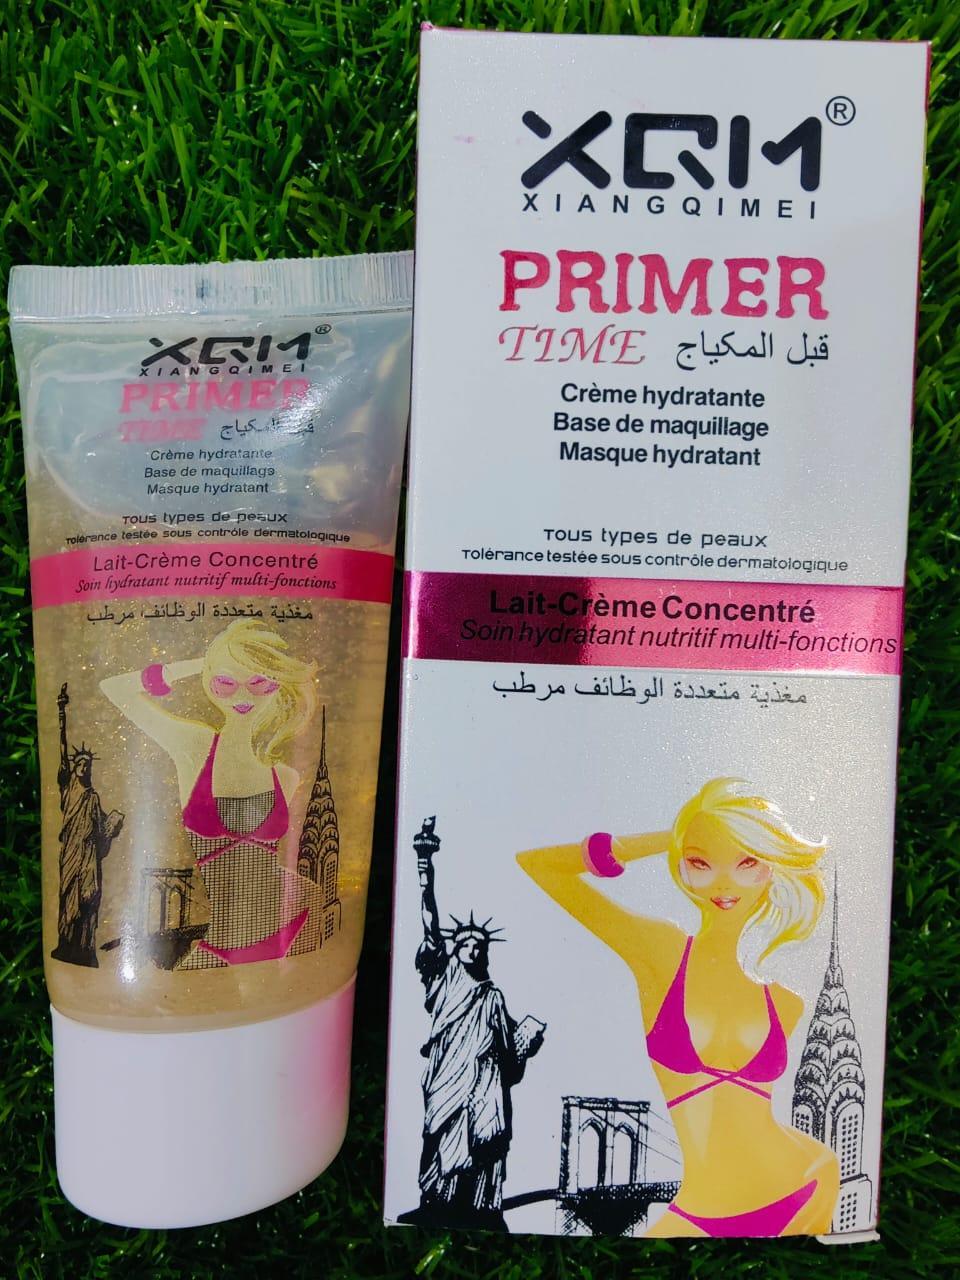 XQM®
XIANGQIMEI
PRIMER
TIME قبل المكياج
Crème hydratante
Base de maquillage
Masque hydratant
Tous types de peaux
Tolérance testée sous contrôle dermatologique
Lait-Crème Concentré
Soin hydratant nutritif multi-fonctions
مغذية متعددة الوظائف مرطب
XQM®
XIANGQIMEI
PRIMER
TIME قبل المكياج
Crème hydratante
Base de maquillage
Masque hydratant
Tous types de peaux
Tolérance testée sous contrôle dermatologique
Lait-Crème Concentré
Soin hydratant nutritif multi-fonctions
مغذية متعددة الوظائف مرطب